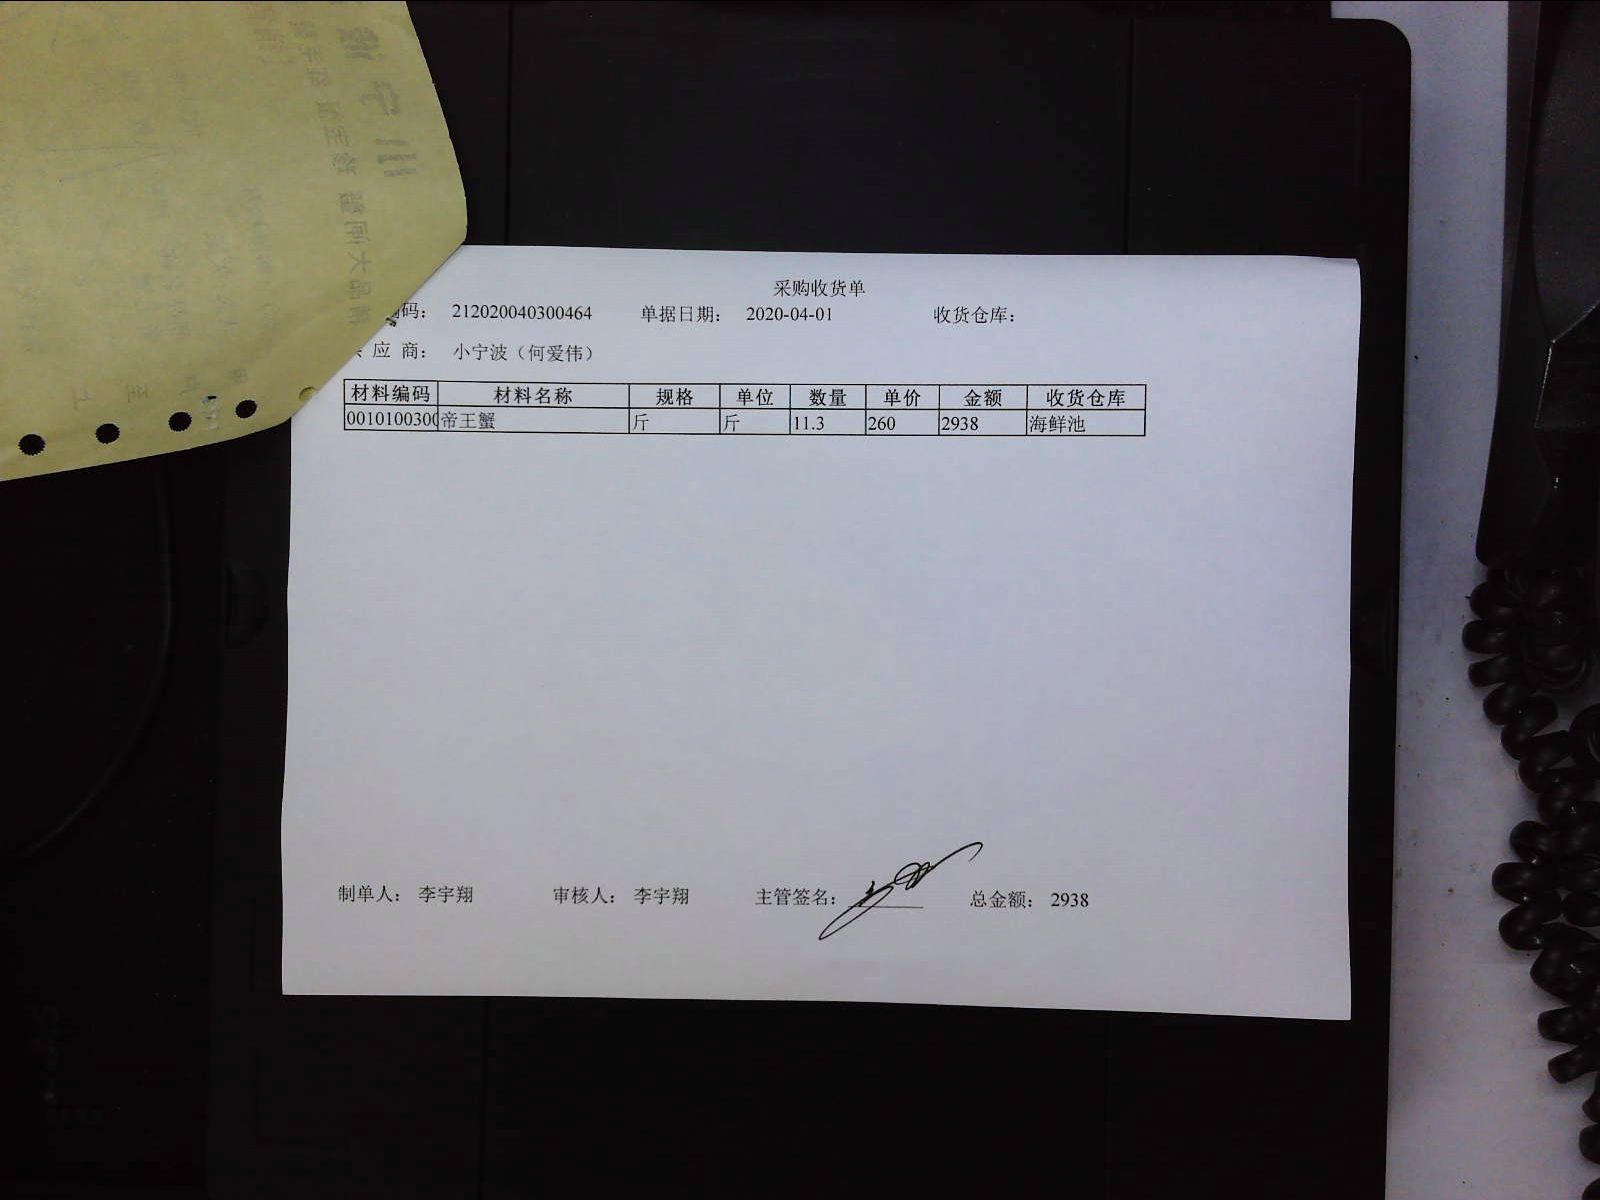 采购收货单
码： 212020040300464 单据日期： 2020-04-01 收货仓库：
应 商： 小宁波（何爱伟）
材料编码 材料名称 规格 单位 数量 单价 金额 收货仓库
0010100300 帝王蟹 斤 斤 11.3 260 2938 海鲜池
制单人： 李宇翔 审核人： 李宇翔 主管签名： 总金额： 2938